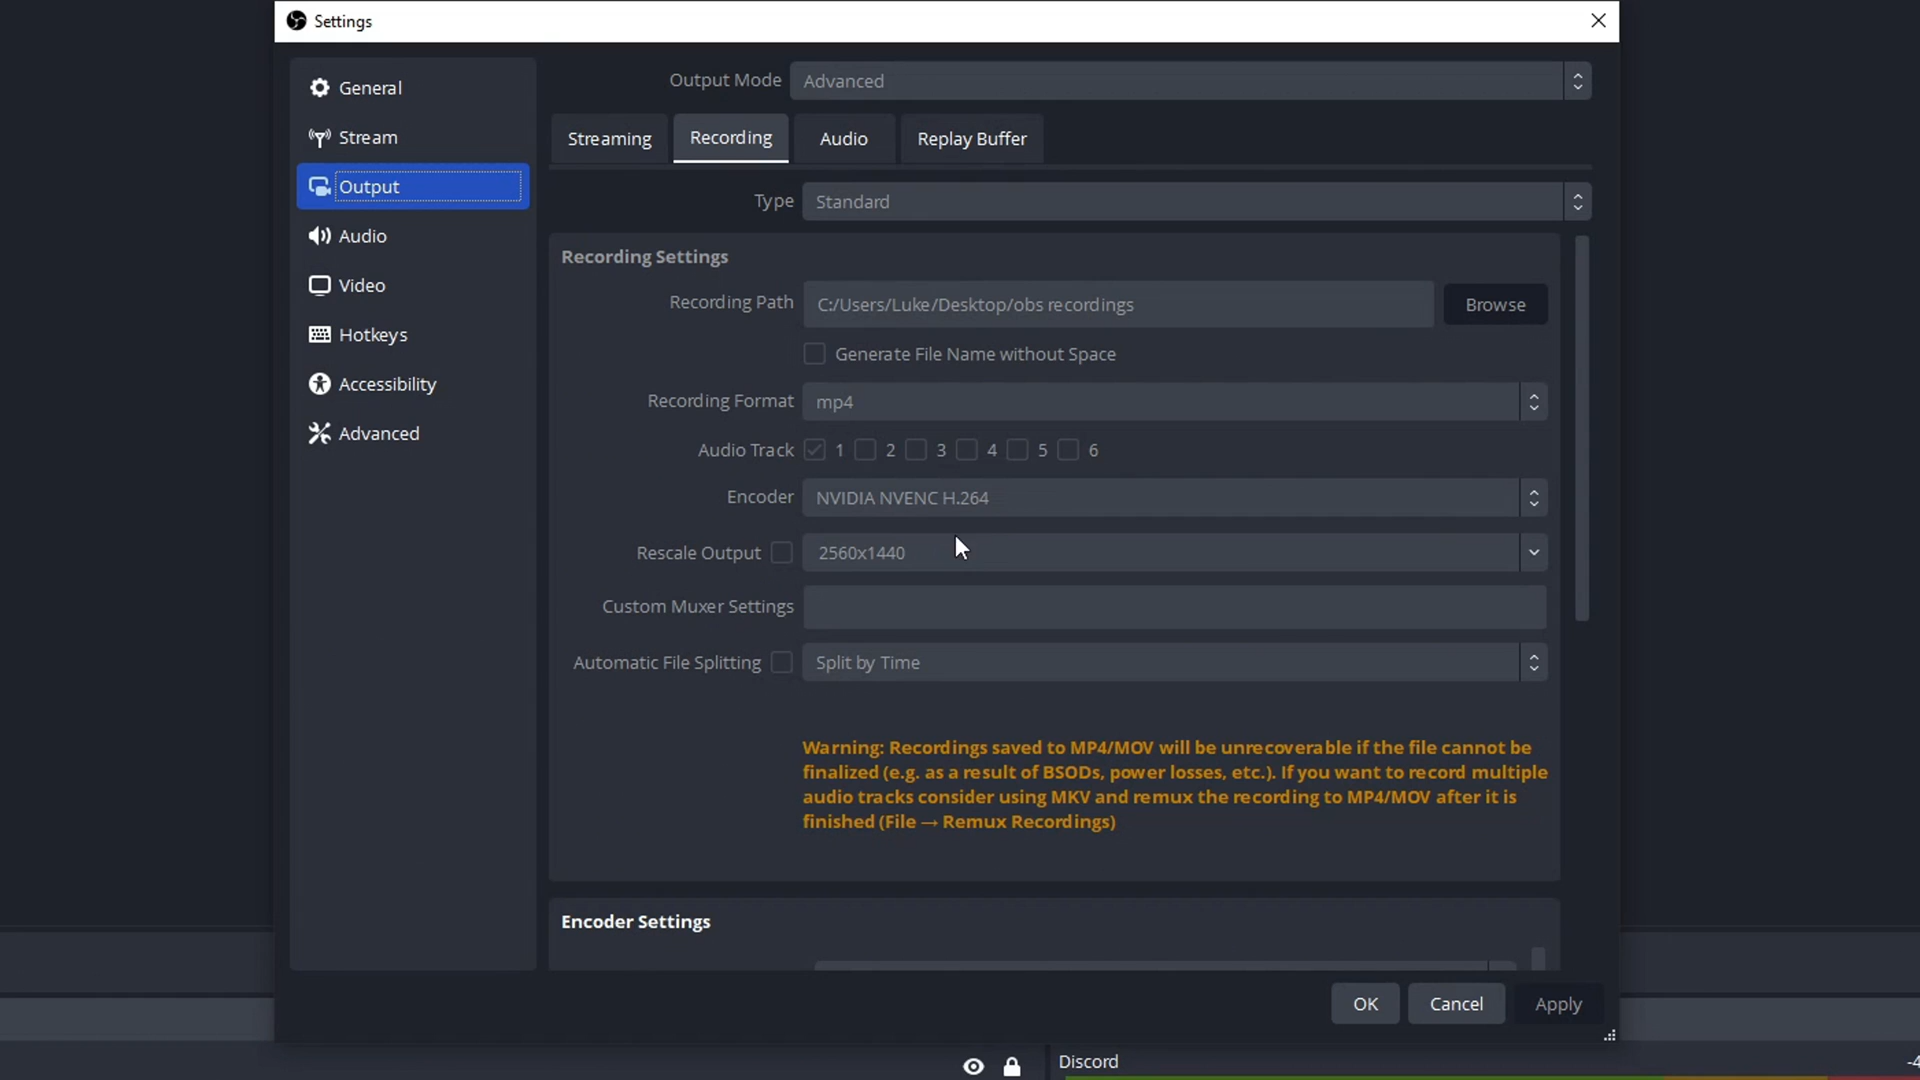 Settings
General
Stream
Output
Audio
Video
Hotkeys
Accessibility
Advanced
Output Mode Advanced
Streaming Recording Audio Replay Buffer
Type Standard
Recording Settings
Recording Path C:/Users/Luke/Desktop/obs recordings Browse
Generate File Name without Space
Recording Format mp4
Audio Track 1 2 3 4 5 6
Encoder NVIDIA NVENC H.264
Rescale Output 2560x1440
Custom Muxer Settings
Automatic File Splitting Split by Time
Warning: Recordings saved to MP4/MOV will be unrecoverable if the file cannot be
finalized (e.g. as a result of BSODs, power losses, etc.). If you want to record multiple
audio tracks consider using MKV and remux the recording to MP4/MOV after it is
finished (File → Remux Recordings)
Encoder Settings
OK Cancel Apply
Discord